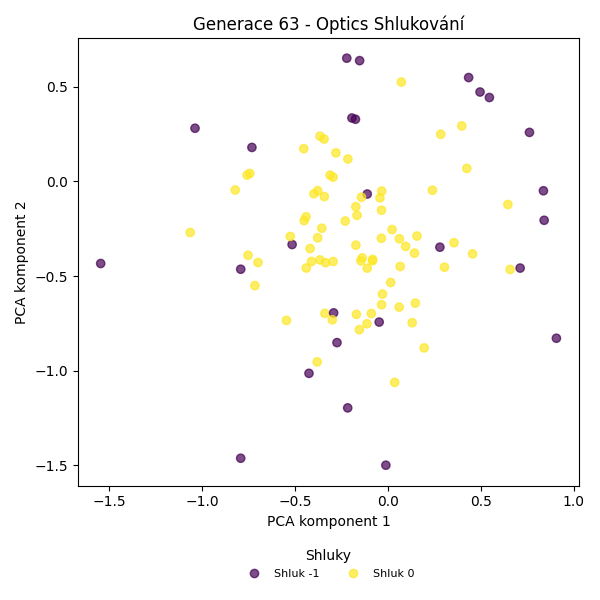 Generace 63 - Optics Shlukování
PCA komponent 2
0.5
0.0
−0.5
−1.0
−1.5
−1.5 −1.0 −0.5 0.0 0.5 1.0
PCA komponent 1
Shluky
Shluk -1 Shluk 0